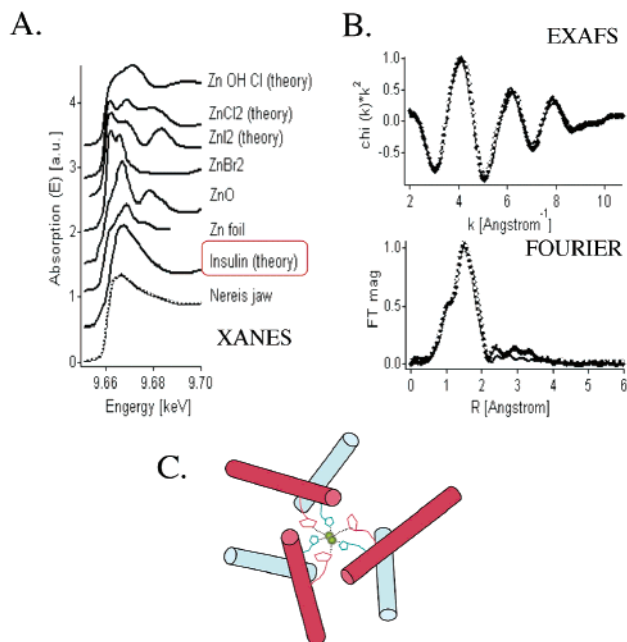 A.
Absorption (E) [a.u.]
4
3
2
1
0
Zn OH Cl (theory)
ZnCl2 (theory)
ZnI2 (theory)
ZnBr2
ZnO
Zn foil
Insulin (theory)
Nereis jaw
XANES
9.66 9.68 9.70
Engergy [keV]
B.
EXAFS
chi (k)*k2
1.0
0.5
0.0
-0.5
2 4 6 8 10
k [Angstrom-1]
FOURIER
FT mag
1.0
0.5
0.0
0 1 2 3 4 5 6
R [Angstrom]
C.